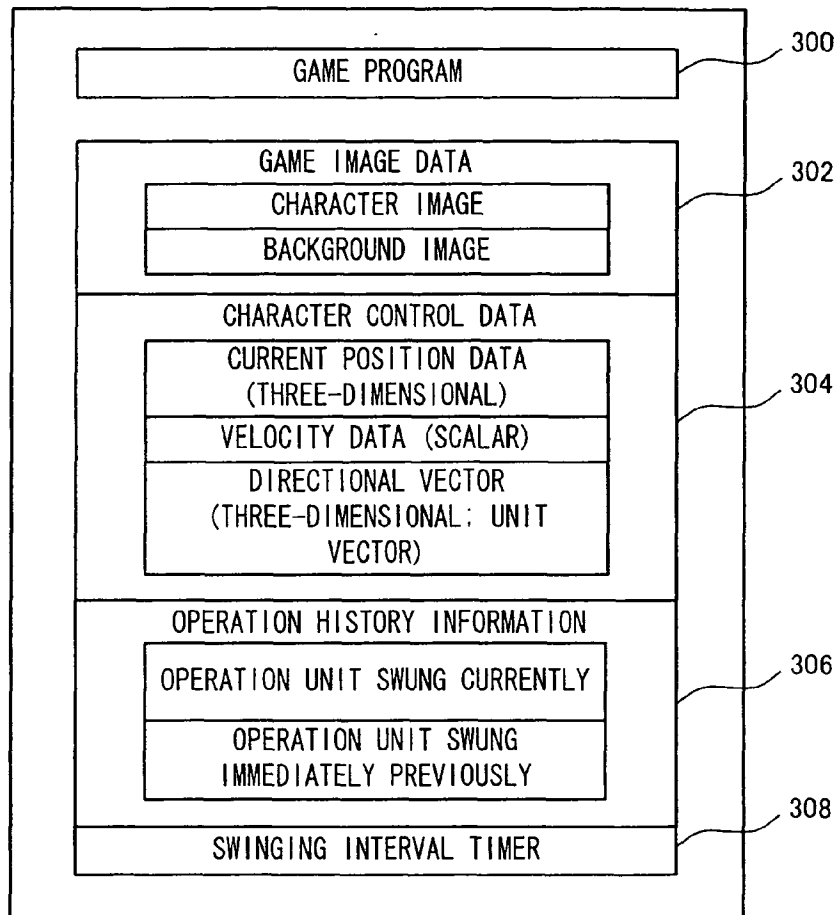 GAME PROGRAM
300
GAME IMAGE DATA
302
CHARACTER IMAGE
BACKGROUND IMAGE
CHARACTER CONTROL DATA
CURRENT POSITION DATA
(THREE-DIMENSIONAL)
304
VELOCITY DATA (SCALAR)
DIRECTIONAL VECTOR
(THREE-DIMENSIONAL: UNIT
VECTOR)
OPERATION HISTORY INFORMATION
OPERATION UNIT SWUNG CURRENTLY
306
OPERATION UNIT SWUNG
IMMEDIATELY PREVIOUSLY
308
SWINGING INTERVAL TIMER